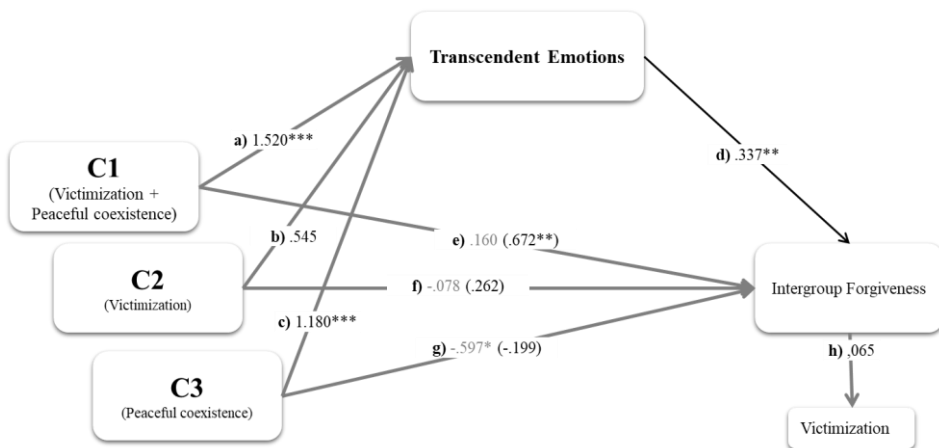 Transcendent Emotions
a) 1.520***
d) .337**
C1
(Victimization +
Peaceful coexistence)
b) .545
e) .160 (.672**)
C2
(Victimization)
f) -.078 (.262)
Intergroup Forgiveness
c) 1.180***
g) -.597* (-.199)
h) ,065
C3
(Peaceful coexistence)
Victimization